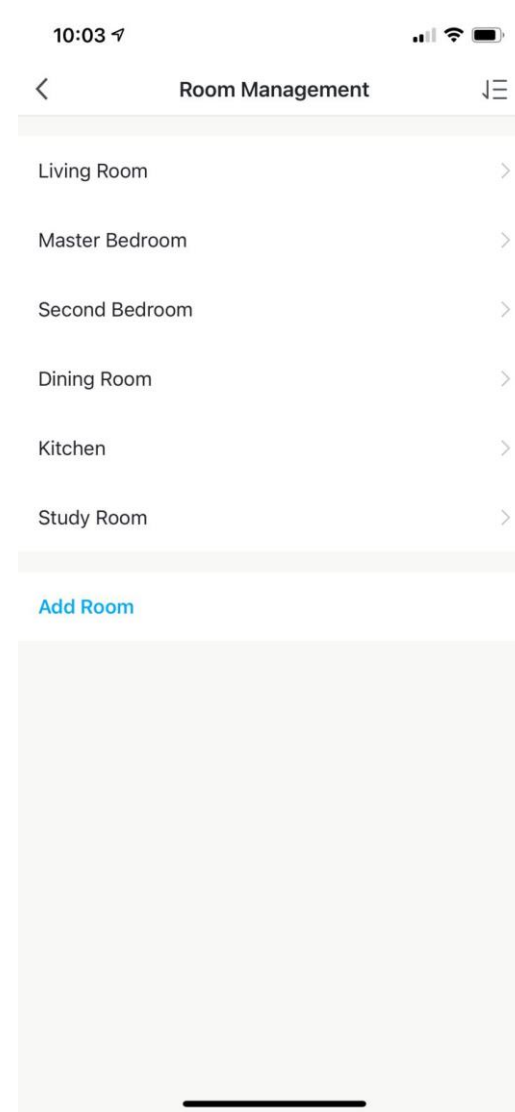 10:03
Room Management
Living Room
Master Bedroom
Second Bedroom
Dining Room
Kitchen
Study Room
Add Room